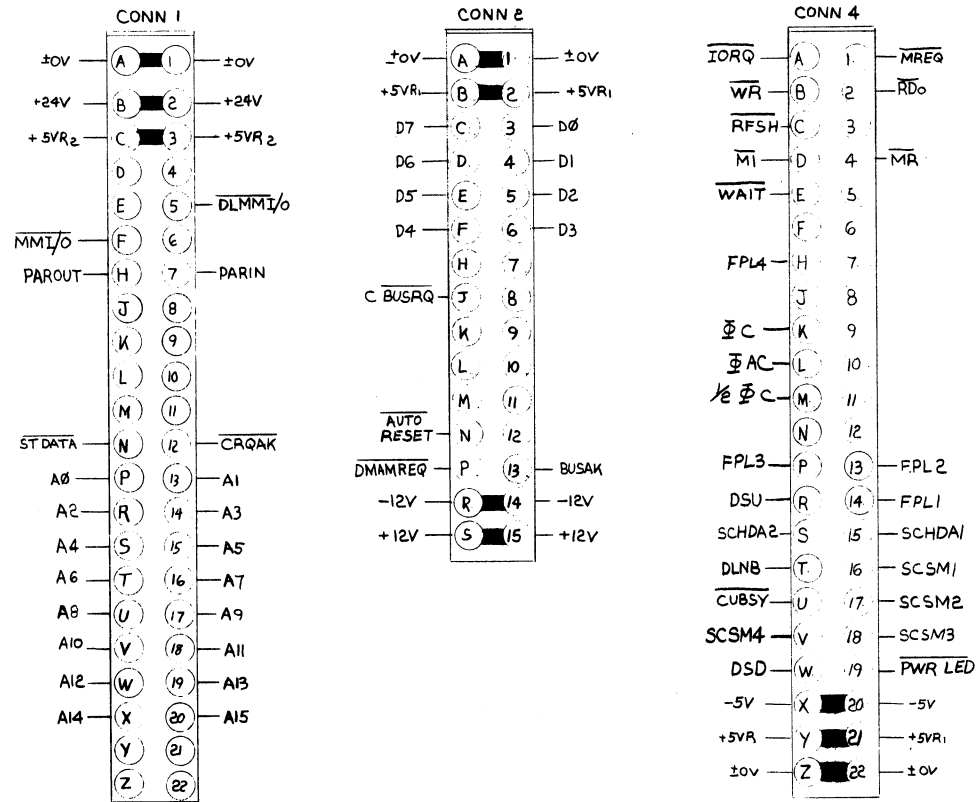 CONN 1
±0V A 1 ±0V
+24V B 2 +24V
+5VR2 C 3 +5VR2
D 4
E 5 DLMMI/O
MMI/O F 6
PAROUT H 7 PARIN
J 8
K 9
L 10
M 11
STDATA N 12 CRQAK
AØ P 13 A1
A2 R 14 A3
A4 S 15 A5
A6 T 16 A7
A8 U 17 A9
A10 V 18 A11
A12 W 19 A13
A14 X 20 A15
Y 21
Z 22
CONN 2
±0V A 1 ±0V
+5VR1 B 2 +5VR1
D7 C 3 DØ
D6 D 4 D1
D5 E 5 D2
D4 F 6 D3
H 7
C BUSRQ J 8
K 9
L 10
M 11
AUTO
RESET N 12
DMAMREQ P 13 BUSAK
-12V R 14 -12V
+12V S 15 +12V
CONN 4
IORQ A 1 MREQ
WR B 2 RDo
RFSH C 3
M1 D 4 MR
WAIT E 5
F 6
FPL4 H 7
J 8
Φ C K 9
Φ AC L 10
1/2 Φ C M 11
N 12
FPL3 P 13 FPL2
DSU R 14 FPL1
SCHDA2 S 15 SCHDA1
DLNB T 16 SCSM1
CUBSY U 17 SCSM2
SCSM4 V 18 SCSM3
DSD W 19 PWR LED
-5V X 20 -5V
+5VR Y 21 +5VR1
±0V Z 22 ±0V